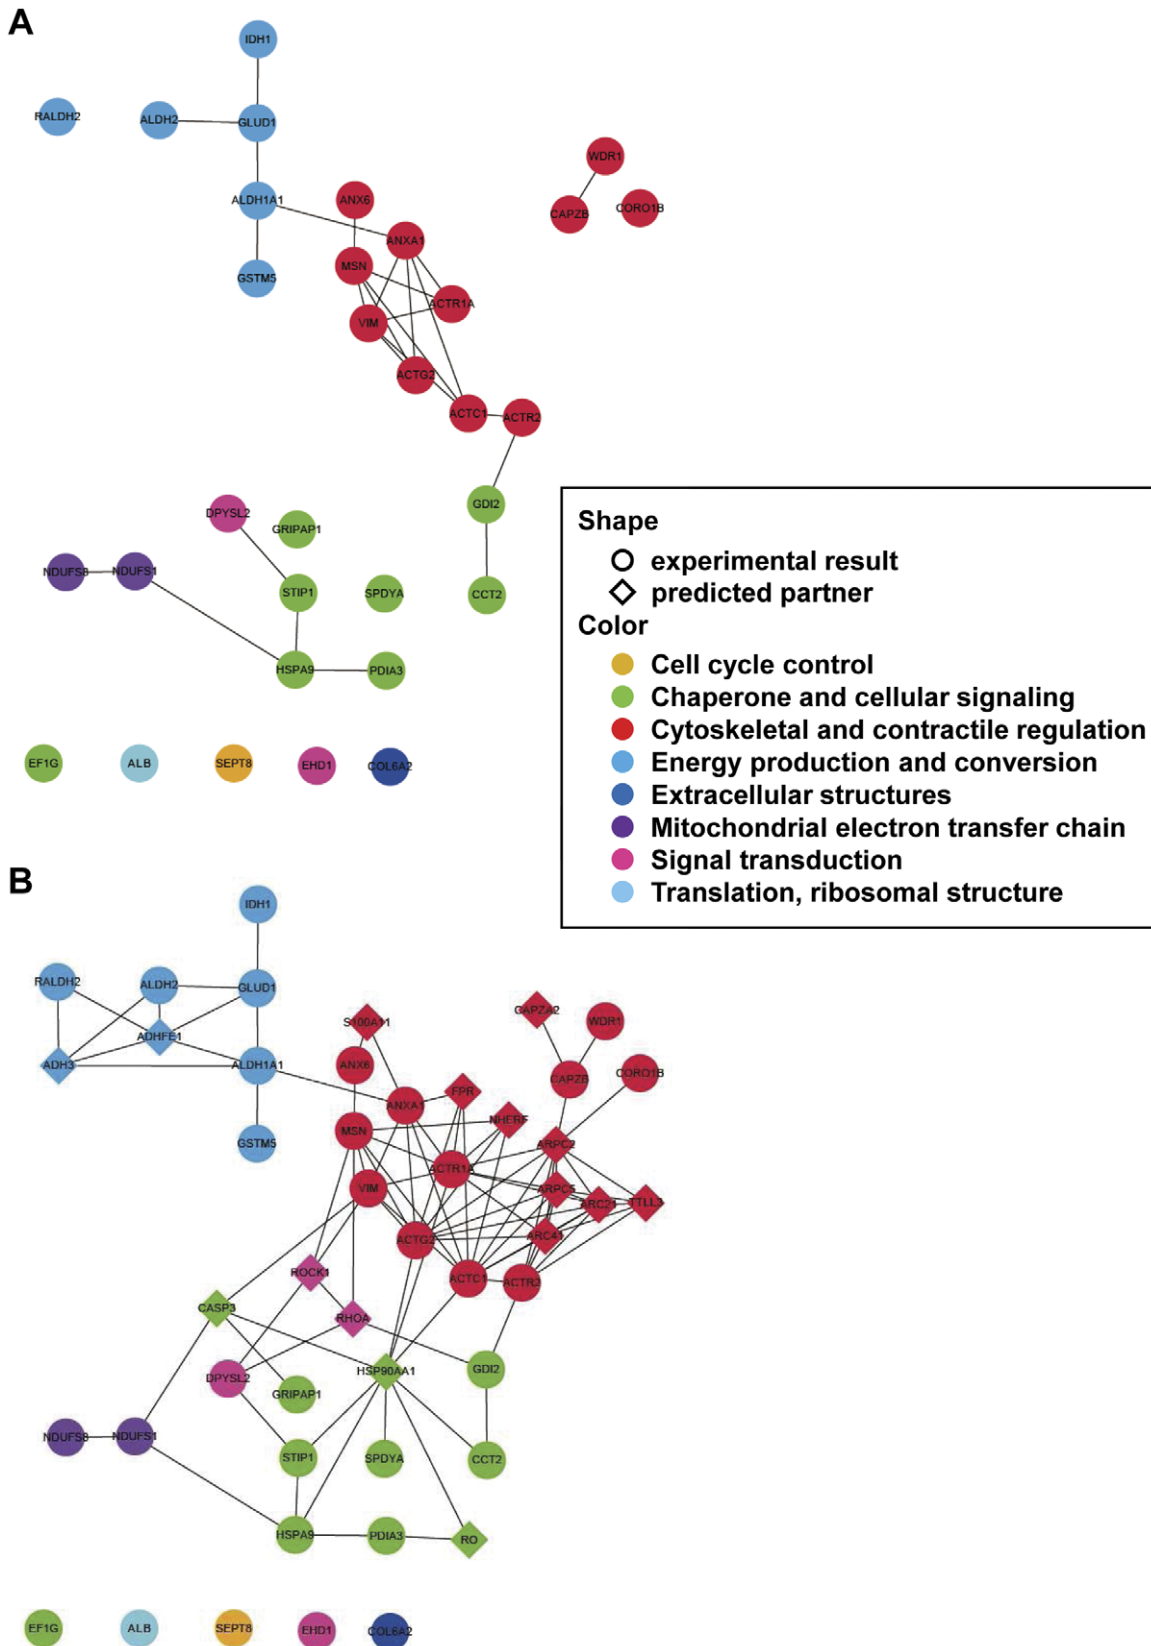 A
IDH1
RALDH2
ALDH2
GLUD1
WDR1
ALDH1A1
ANX6
CAPZB
CORO1B
ANXA1
MSN
GSTM5
ACTR1A
VIM
ACTG2
ACTC1
ACTR2
GDI2
DPYSL2
GRIPAP1
NDUFS8
NDUFS1
STIP1
SPDYA
CCT2
HSPA9
PDIA3
EF1G
ALB
SEPT8
EHD1
COL6A2
Shape
experimental result
predicted partner
Color
Cell cycle control
Chaperone and cellular signaling
Cytoskeletal and contractile regulation
Energy production and conversion
Extracellular structures
Mitochondrial electron transfer chain
Signal transduction
Translation, ribosomal structure
B
IDH1
RALDH2
ALDH2
GLUD1
S100A11
CAPZA2
WDR1
ADHFE1
ADH3
ALDH1A1
ANX6
CAPZB
CORO1B
FPR
ANXA1
NHERF
MSN
GSTM5
ARPC2
ACTR1A
VIM
ARPC5
ARC21
TTLL3
ACTG2
ARC41
ROCK1
ACTC1
ACTR2
CASP3
RHOA
HSP90AA1
GDI2
DPYSL2
GRIPAP1
NDUFS8
NDUFS1
STIP1
SPDYA
CCT2
HSPA9
PDIA3
RO
EF1G
ALB
SEPT8
EHD1
COL6A2